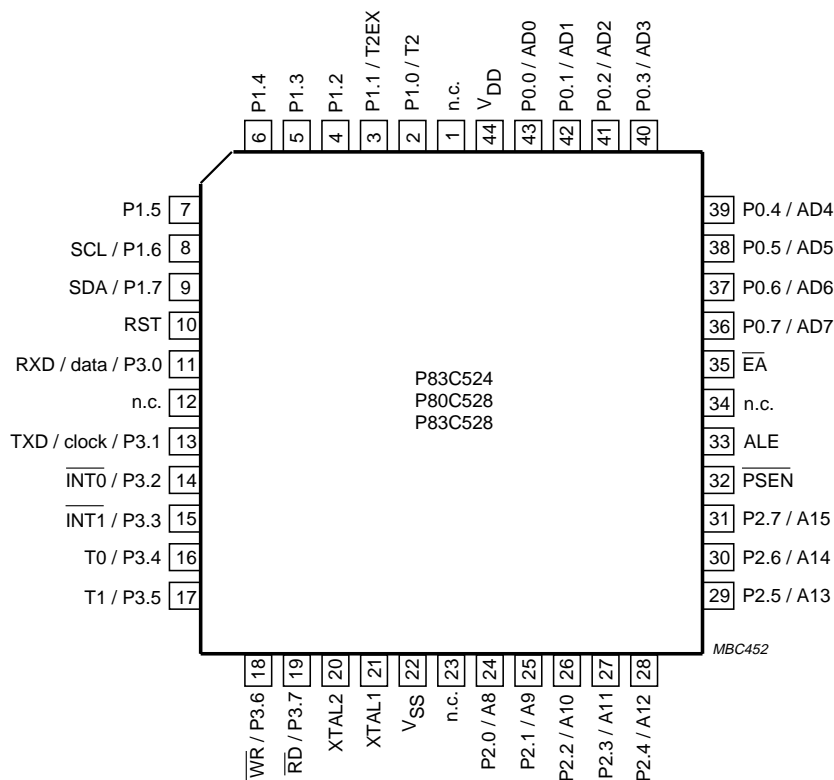 P1.4
P1.3
P1.2
P1.1 / T2EX
P1.0 / T2
n.c.
VDD
P0.0 / AD0
P0.1 / AD1
P0.2 / AD2
P0.3 / AD3
6
5
4
3
2
1
44
43
42
41
40
P1.5 7
SCL / P1.6 8
SDA / P1.7 9
RST 10
RXD / data / P3.0 11
n.c. 12
TXD / clock / P3.1 13
I̅N̅T̅0̅ / P3.2 14
I̅N̅T̅1̅ / P3.3 15
T0 / P3.4 16
T1 / P3.5 17
P83C524
P80C528
P83C528
39 P0.4 / AD4
38 P0.5 / AD5
37 P0.6 / AD6
36 P0.7 / AD7
35 E̅A̅
34 n.c.
33 ALE
32 P̅S̅E̅N̅
31 P2.7 / A15
30 P2.6 / A14
29 P2.5 / A13
MBC452
18
19
20
21
22
23
24
25
26
27
28
W̅R̅ / P3.6
R̅D̅ / P3.7
XTAL2
XTAL1
VSS
n.c.
P2.0 / A8
P2.1 / A9
P2.2 / A10
P2.3 / A11
P2.4 / A12